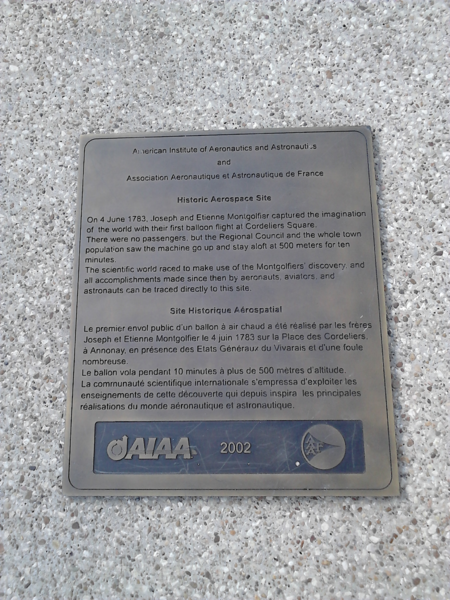 American Institute of Aeronautics and Astronautics
and
Association Aeronautique et Astronautique de France
Historic Aerospace Site
On 4 June 1783, Joseph and Etienne Montgolfier captured the imagination
of the world with their first balloon flight at Cordeliers Square.
There were no passengers, but the Regional Council and the whole town
population saw the machine go up and stay aloft at 500 meters for ten
minutes.
The scientific world raced to make use of the Montgolfiers' discovery, and
all accomplishments made since then by aeronauts, aviators, and
astronauts can be traced directly to this site.
Site Historique Aérospatial
Le premier envol public d'un ballon à air chaud a été réalisé par les frères
Joseph et Etienne Montgolfier le 4 juin 1783 sur la Place des Cordeliers,
à Annonay, en présence des Etats Généraux du Vivarais et d'une foule
nombreuse.
Le ballon vola pendant 10 minutes à plus de 500 mètres d'altitude.
La communauté scientifique internationale s'empressa d'exploiter les
enseignements de cette découverte qui depuis inspira les principales
réalisations du monde aéronautique et astronautique.
AIAA 2002